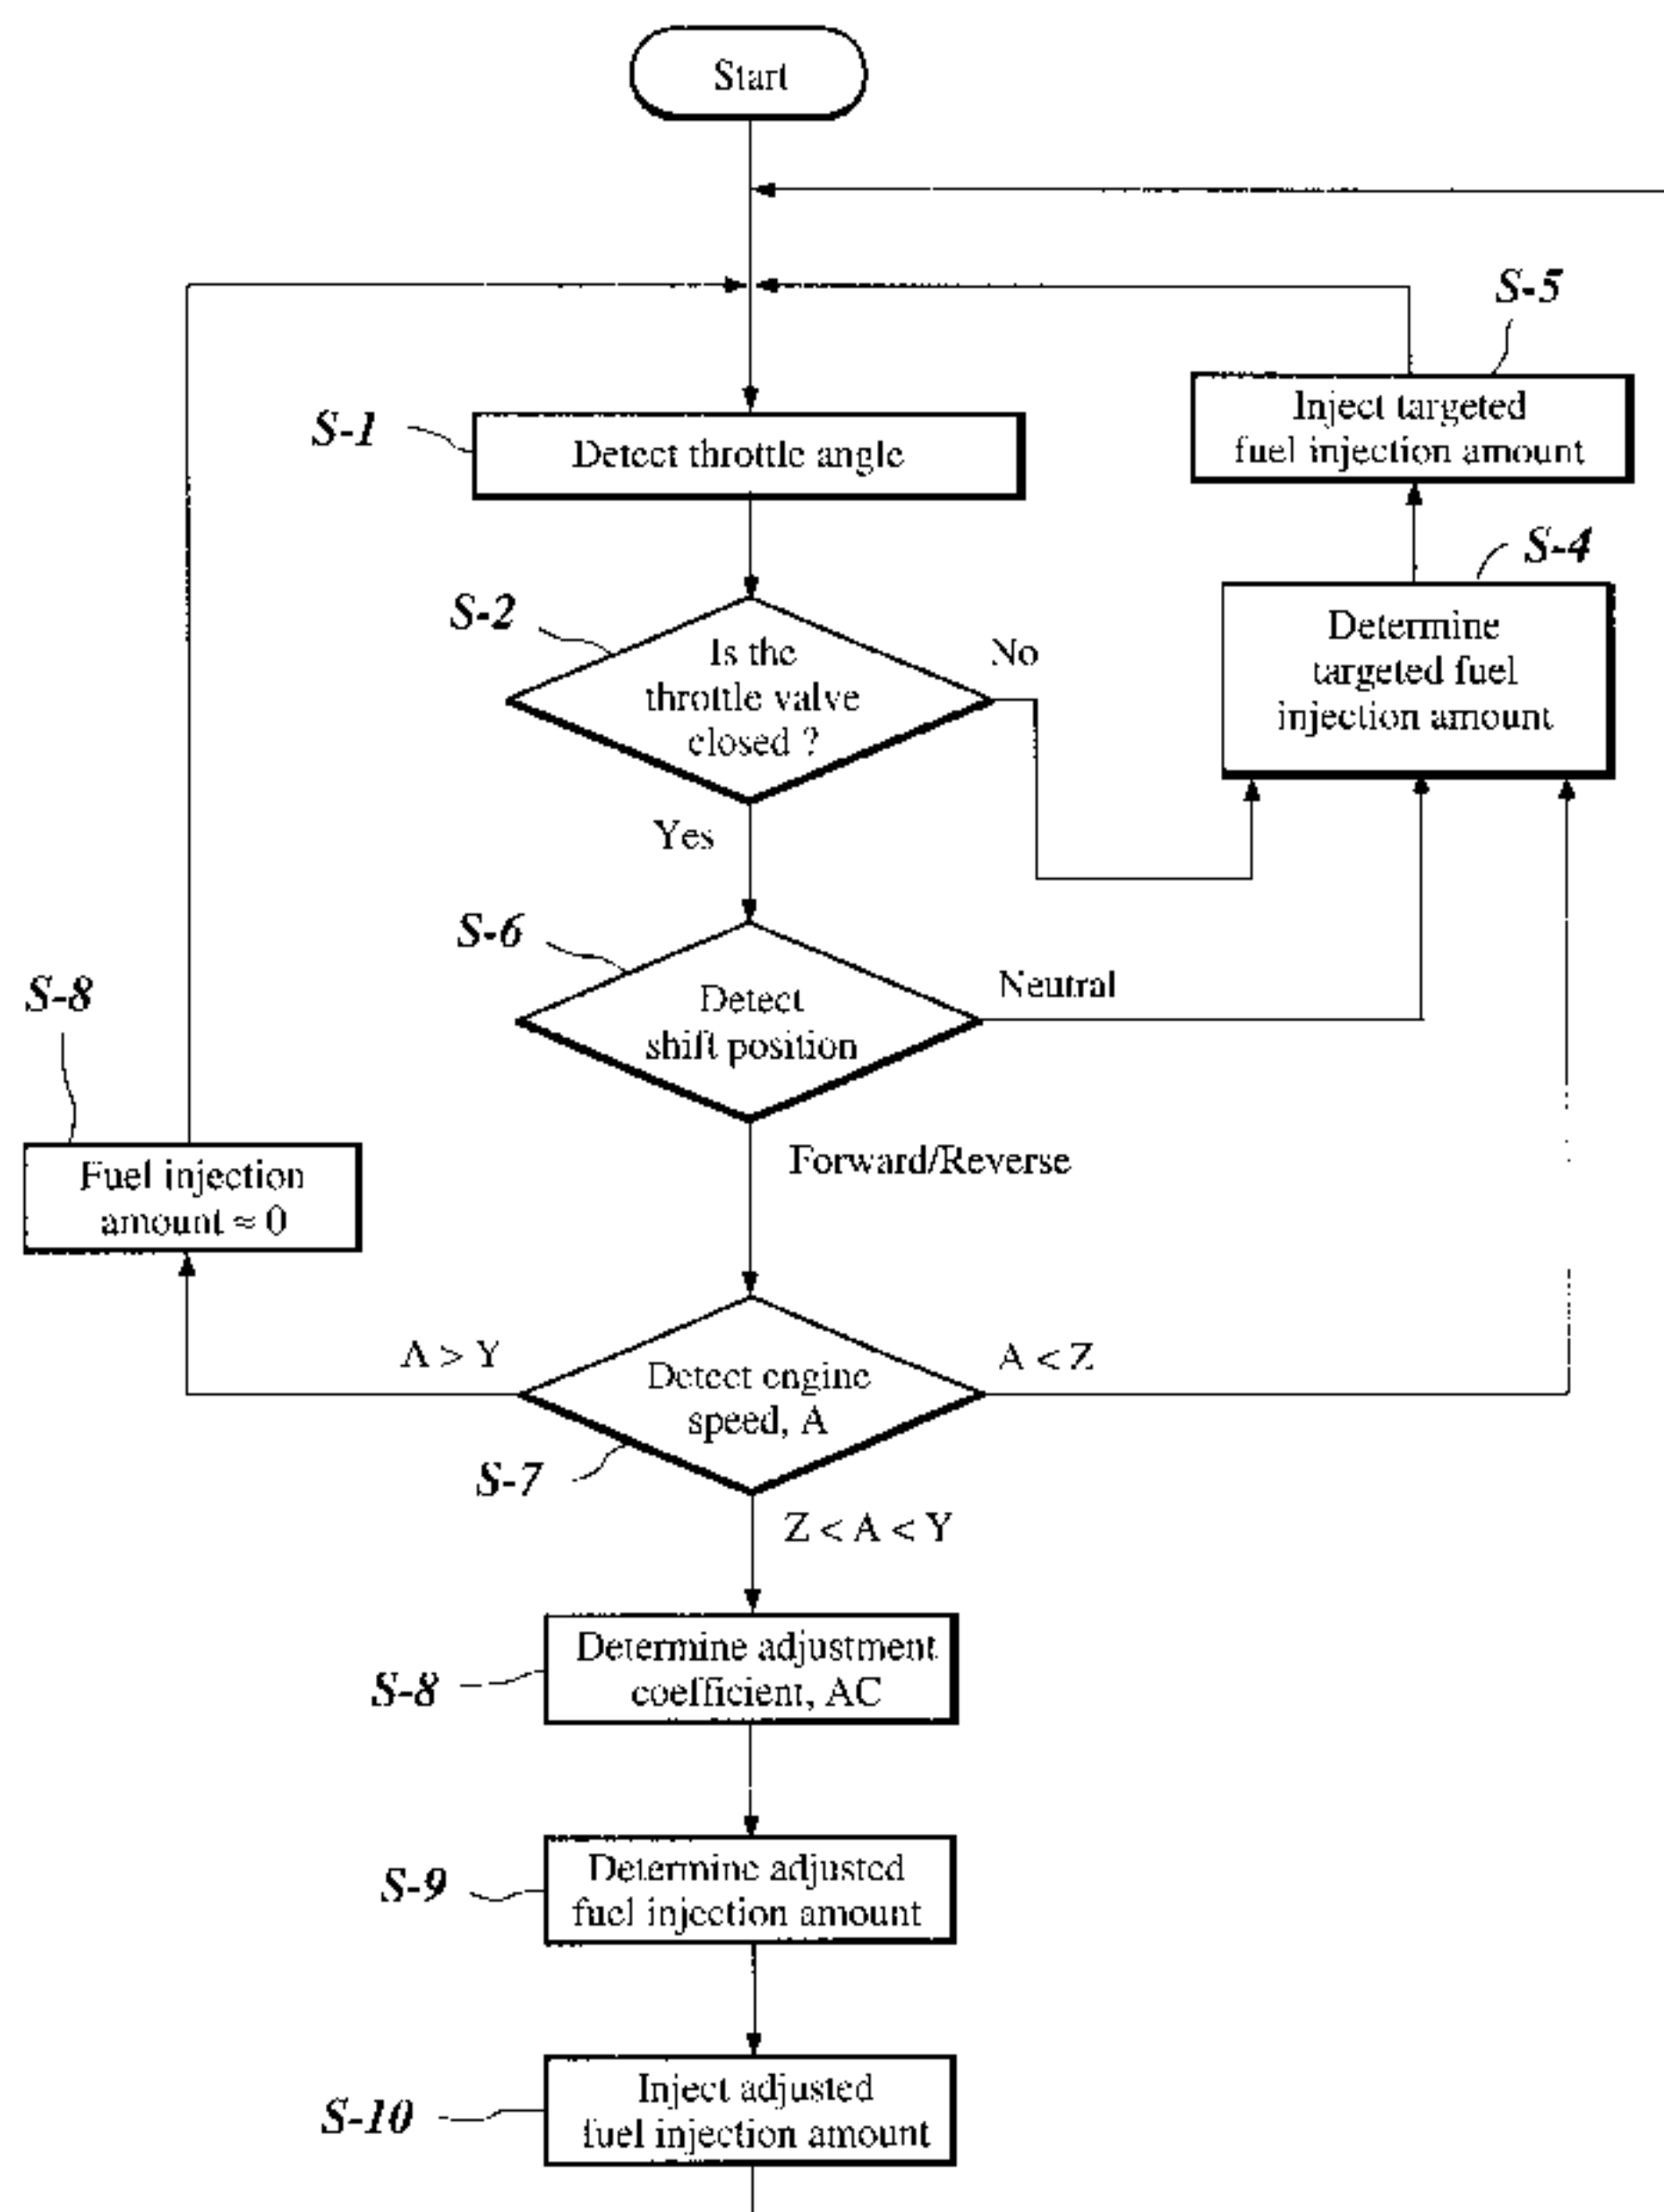 Start
S-5
Inject targeted
fuel injection amount
S-1
Detect throttle angle
S-4
Determine
targeted fuel
injection amount
S-2
Is the
throttle valve
closed ?
No
Yes
S-6
Detect
shift position
Neutral
S-8
Fuel injection
amount ≈ 0
Forward/Reverse
A > Y
Detect engine
speed, A
A < Z
S-7
Z < A < Y
S-8
Determine adjustment
coefficient, AC
S-9
Determine adjusted
fuel injection amount
S-10
Inject adjusted
fuel injection amount